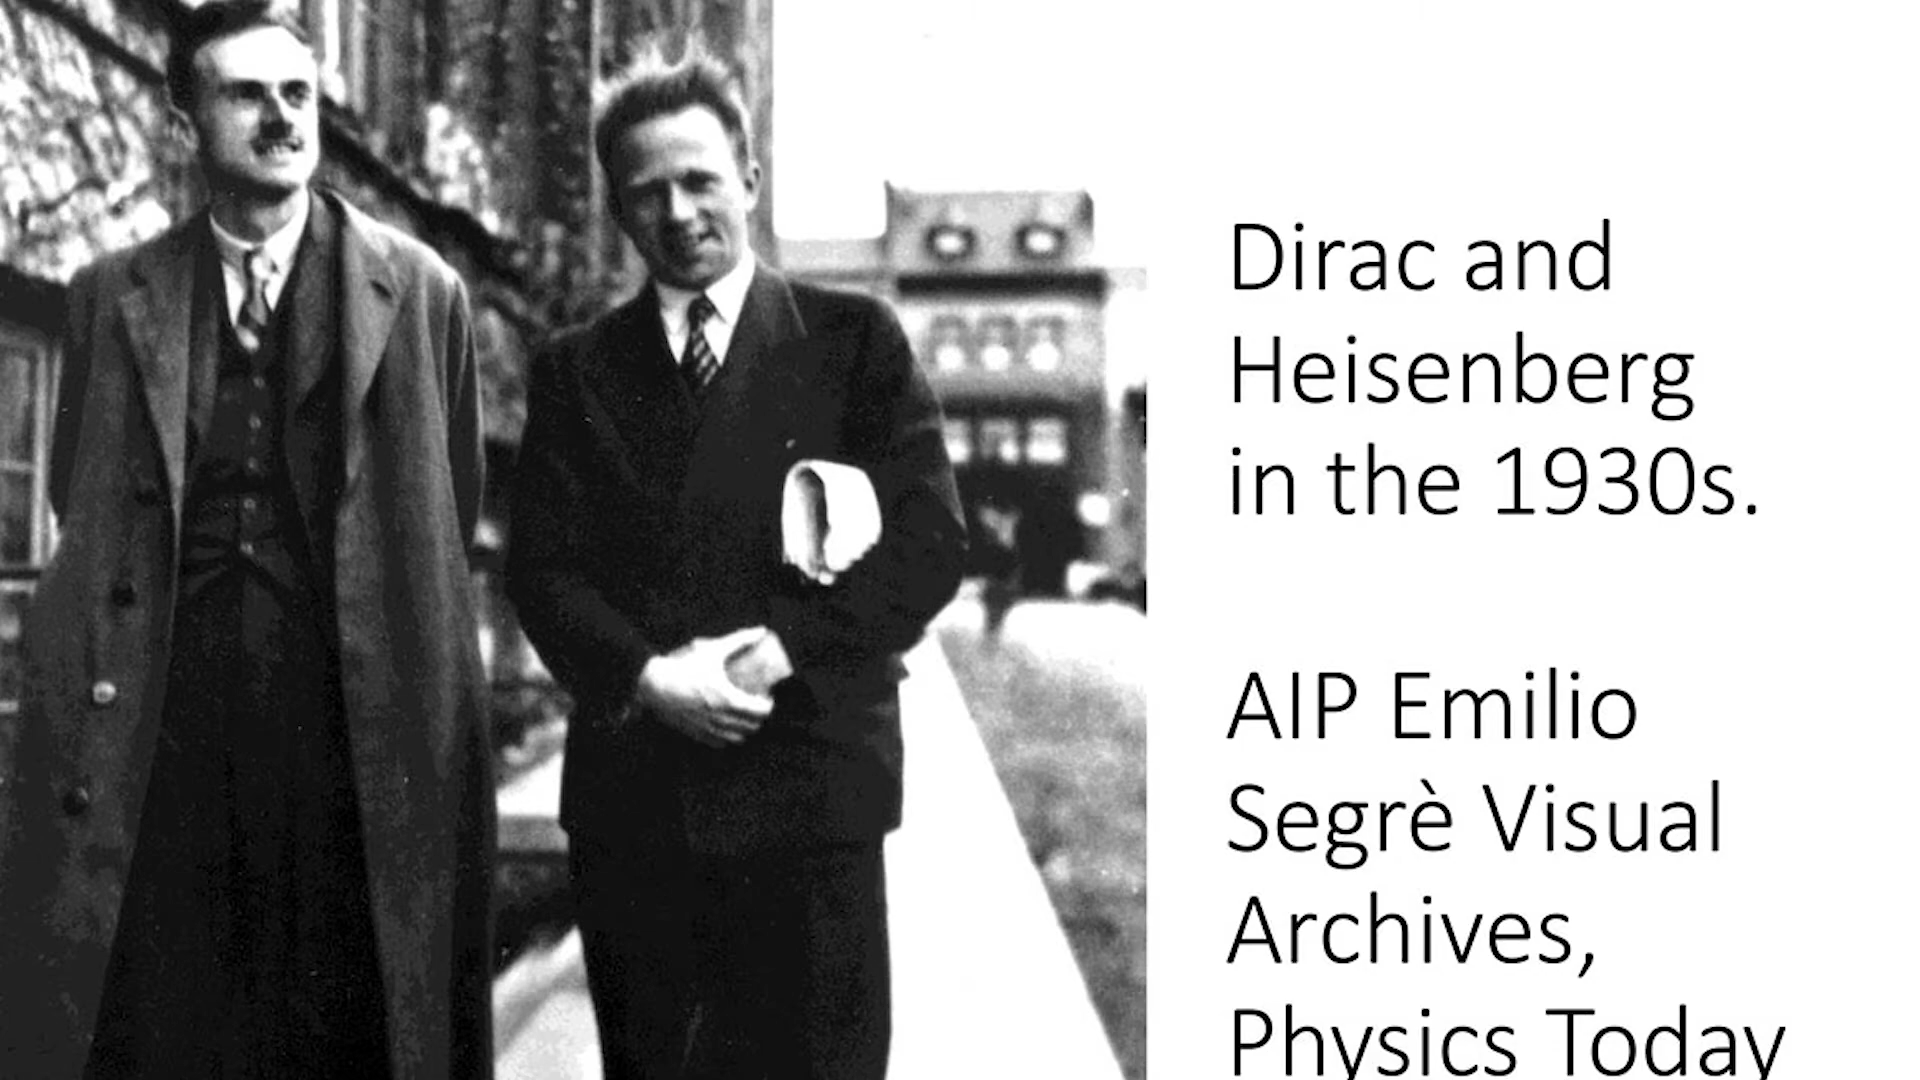 Dirac and
Heisenberg
in the 1930s.
AIP Emilio
Segrè Visual
Archives,
Physics Today